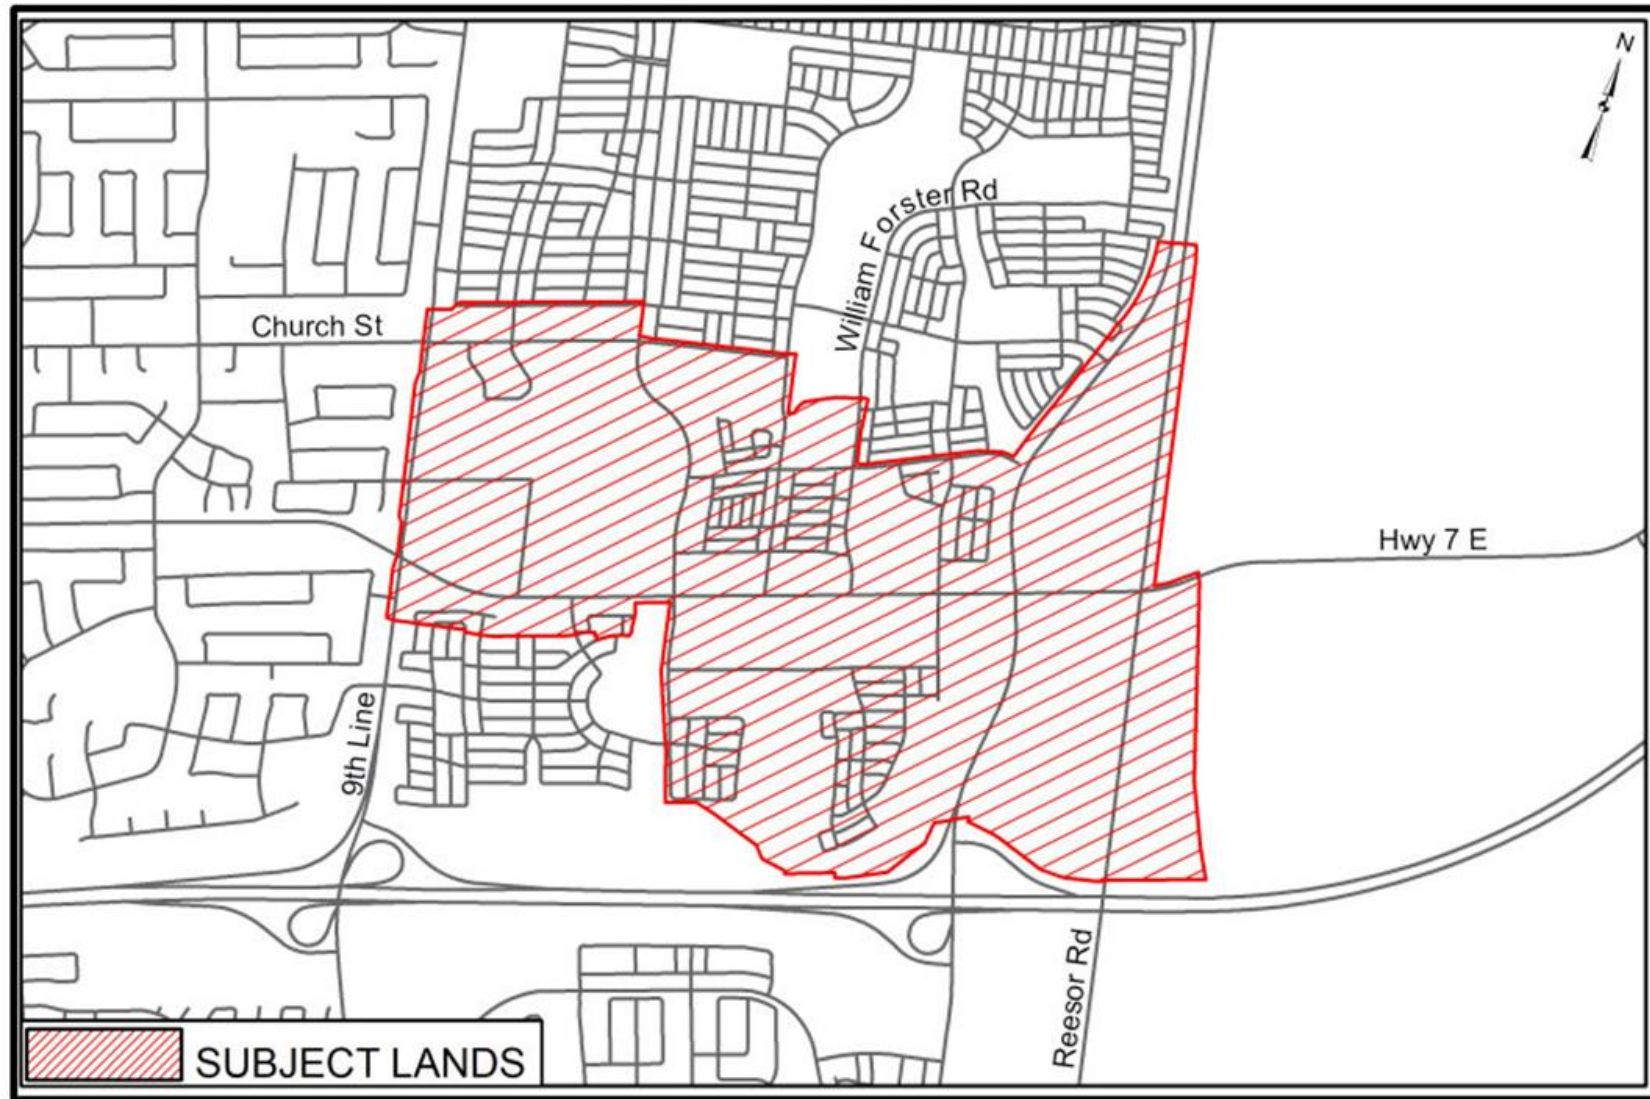 N
William Forster Rd
Church St
Hwy 7 E
9th Line
Reesor Rd
SUBJECT LANDS